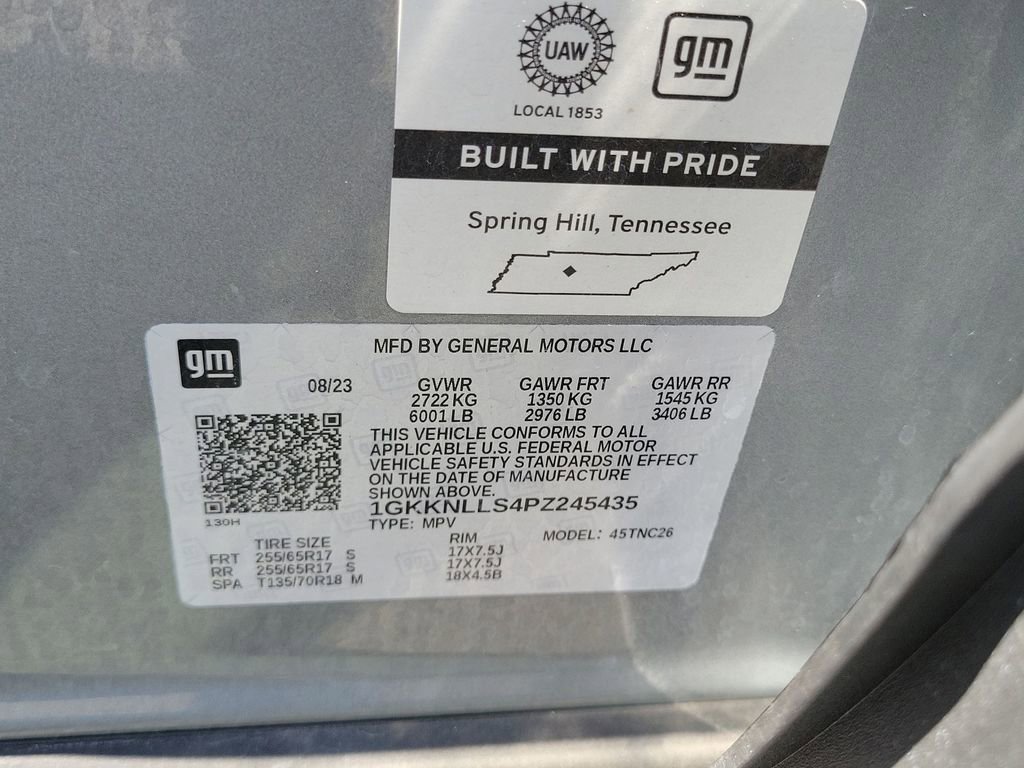 UAW
gm
LOCAL 1853
BUILT WITH PRIDE
Spring Hill, Tennessee
gm
MFD BY GENERAL MOTORS LLC
08/23 GVWR GAWR FRT GAWR RR
2722 KG 1350 KG 1545 KG
6001 LB 2976 LB 3406 LB
THIS VEHICLE CONFORMS TO ALL
APPLICABLE U.S. FEDERAL MOTOR
VEHICLE SAFETY STANDARDS IN EFFECT
ON THE DATE OF MANUFACTURE
SHOWN ABOVE.
1GKKNLLS4PZ245435
130H
TYPE: MPV MODEL: 45TNC26
TIRE SIZE RIM
FRT 255/65R17 S 17X7.5J
RR 255/65R17 S 17X7.5J
SPA T135/70R18 M 18X4.5B